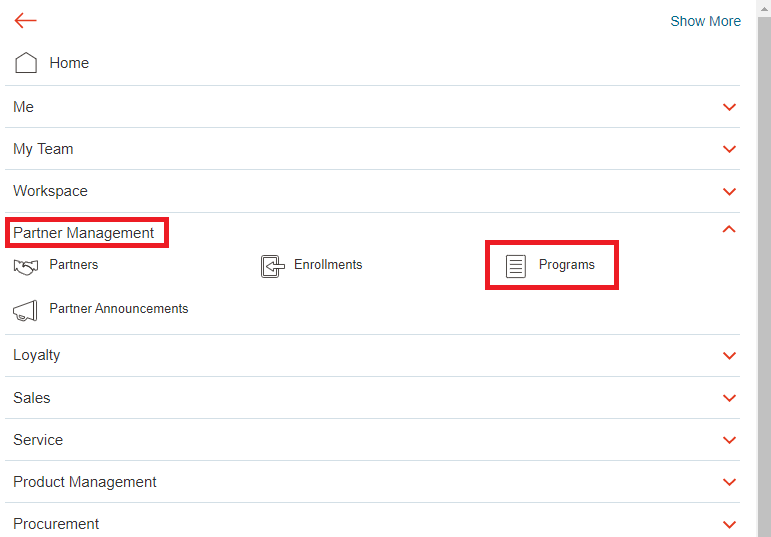 Show More
Home
Me
My Team
Workspace
Partner Management
Partners Enrollments Programs
Partner Announcements
Loyalty
Sales
Service
Product Management
Procurement